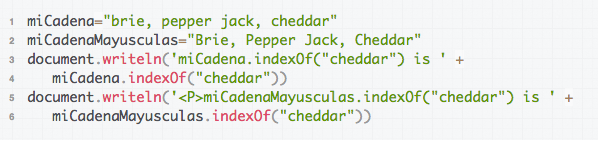 1 miCadena="brie, pepper jack, cheddar"
2 miCadenaMayusculas="Brie, Pepper Jack, Cheddar"
3 document.writeln('miCadena.indexOf("cheddar") is ' +
4 miCadena.indexOf("cheddar"))
5 document.writeln('<P>miCadenaMayusculas.indexOf("cheddar") is ' +
6 miCadenaMayusculas.indexOf("cheddar"))